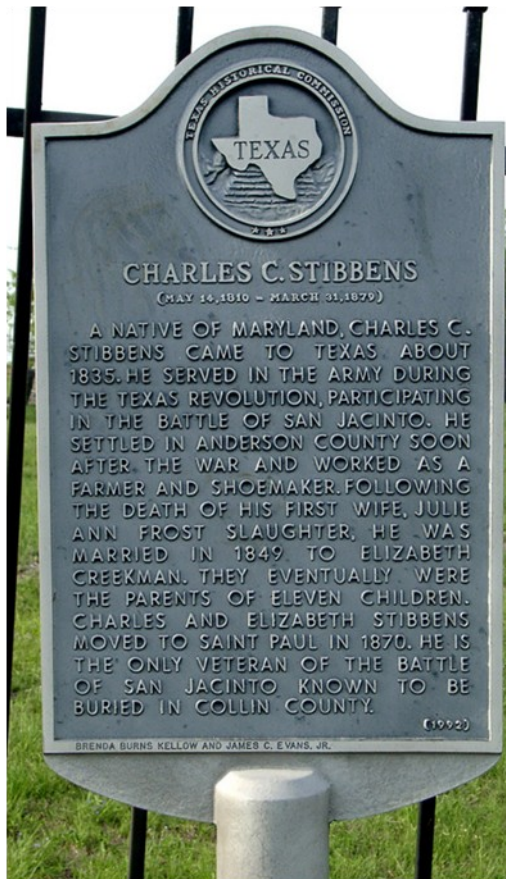 TEXAS HISTORICAL COMMISSION
TEXAS
CHARLES C. STIBBENS
(MAY 14, 1810 - MARCH 31, 1879)
A NATIVE OF MARYLAND, CHARLES C.
STIBBENS CAME TO TEXAS ABOUT
1835. HE SERVED IN THE ARMY DURING
THE TEXAS REVOLUTION, PARTICIPATING
IN THE BATTLE OF SAN JACINTO. HE
SETTLED IN ANDERSON COUNTY SOON
AFTER THE WAR AND WORKED AS A
FARMER AND SHOEMAKER. FOLLOWING
THE DEATH OF HIS FIRST WIFE, JULIE
ANN FROST SLAUGHTER, HE WAS
MARRIED IN 1849 TO ELIZABETH
CREEKMAN. THEY EVENTUALLY WERE
THE PARENTS OF ELEVEN CHILDREN.
CHARLES AND ELIZABETH STIBBENS
MOVED TO SAINT PAUL IN 1870. HE IS
THE ONLY VETERAN OF THE BATTLE
OF SAN JACINTO KNOWN TO BE
BURIED IN COLLIN COUNTY.
(1992)
BRENDA BURNS KELLOW AND JAMES C. EVANS, JR.